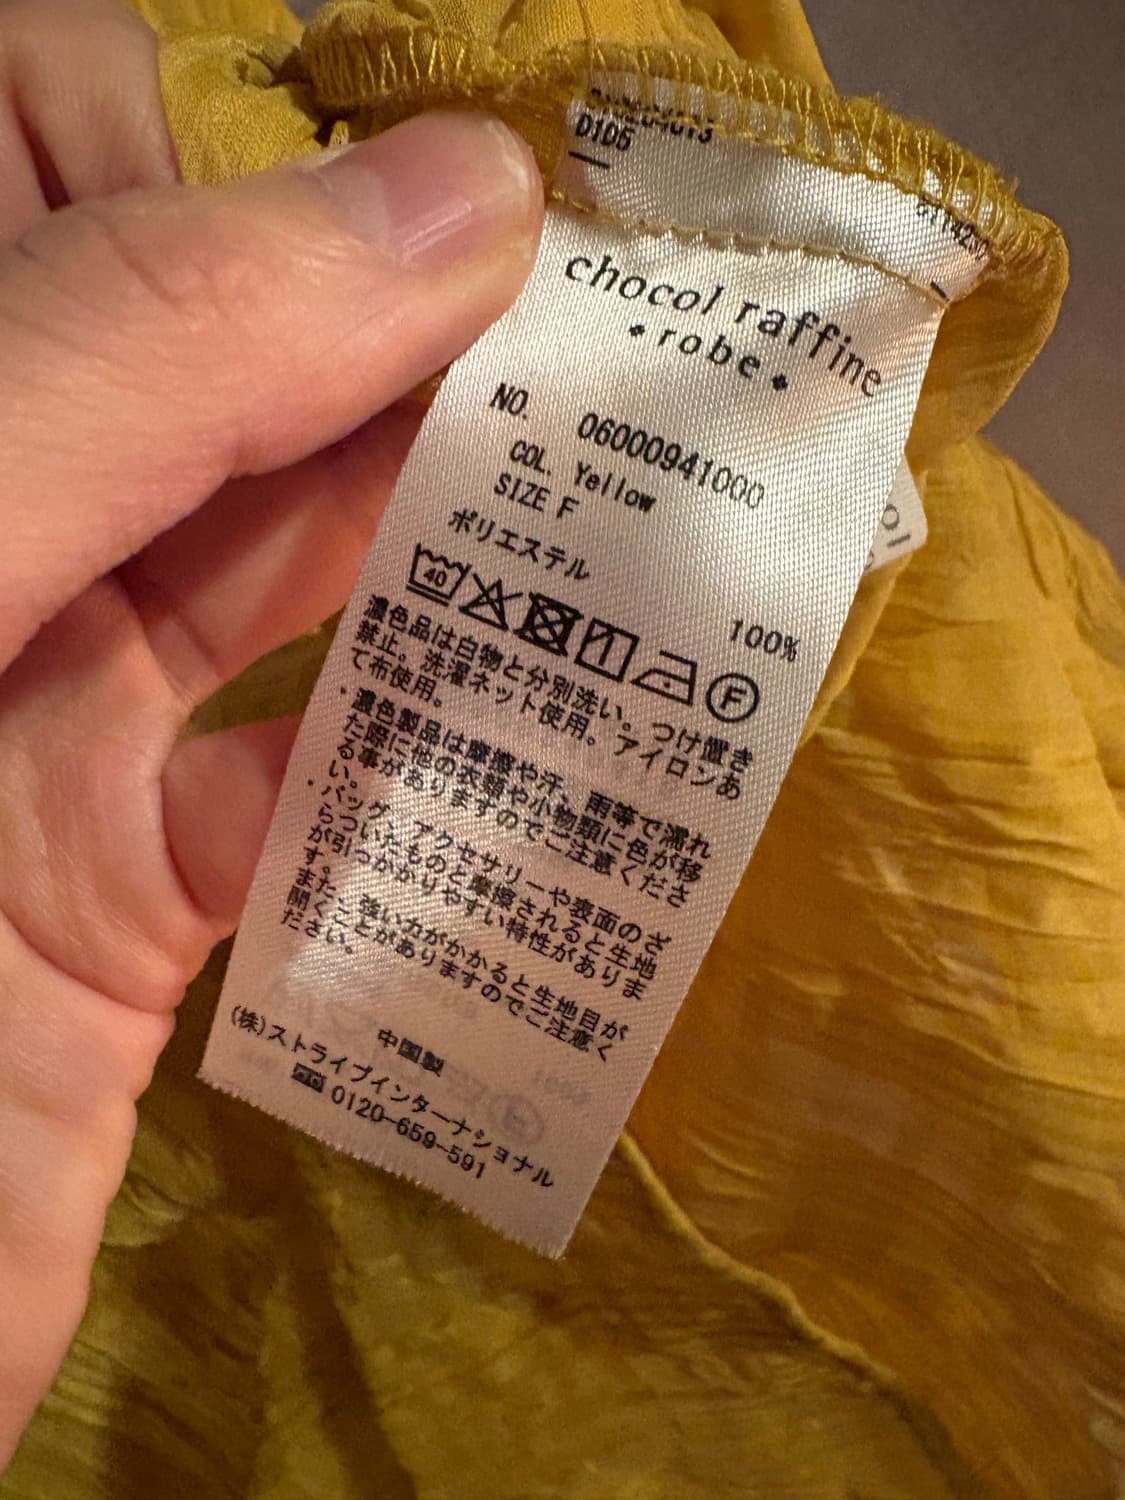 D1D5
chocol raffine
robe
NO. 06000941000
COL. Yellow
SIZE F
ポリエステル 100%
40
F
濃色品は白物と分別洗い。つけ置き
禁止。洗濯ネット使用。アイロンあ
て布使用。
・濃色製品は摩擦や汗、雨等で濡れ
た際に他の衣類や小物類に色が移
る事がありますのでご注意くださ
い。
・バッグ、アクセサリーや表面のざ
らついたものと摩擦されると生地
が引つかかりやすい特性がありま
す。
また、強い力がかかると生地目が
開くことがありますのでご注意く
ださい。
中国製
(株)ストライプインターナショナル
0120-659-591